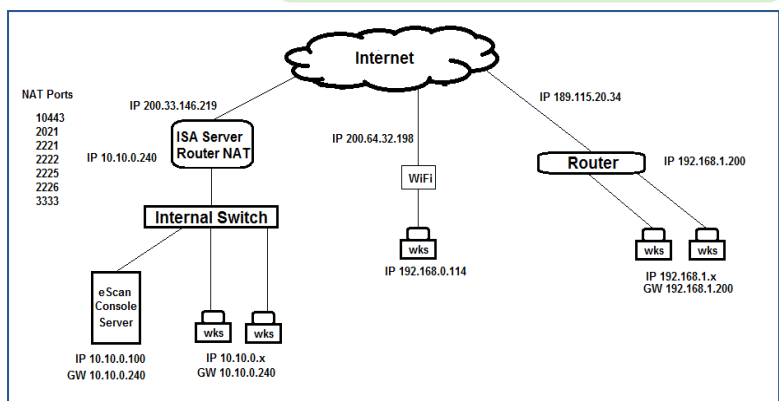 Internet
NAT Ports
10443
2021
2221
2222
2225
2226
3333
IP 200.33.146.219
ISA Server
Router NAT
IP 10.10.0.240
Internal Switch
eScan
Console
Server
IP 10.10.0.100
GW 10.10.0.240
wks
wks
IP 10.10.0.x
GW 10.10.0.240
IP 200.64.32.198
WiFi
wks
IP 192.168.0.114
IP 189.115.20.34
Router
IP 192.168.1.200
wks
wks
IP 192.168.1.x
GW 192.168.1.200